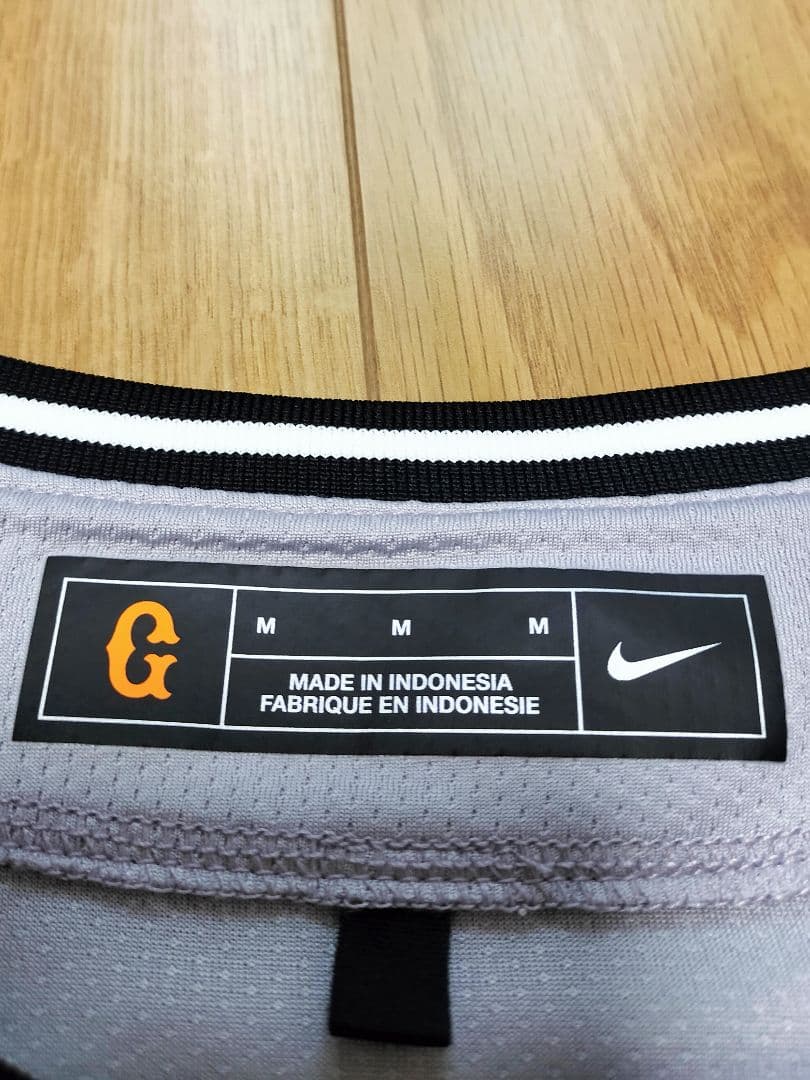 G
M M M
MADE IN INDONESIA
FABRIQUE EN INDONESIE